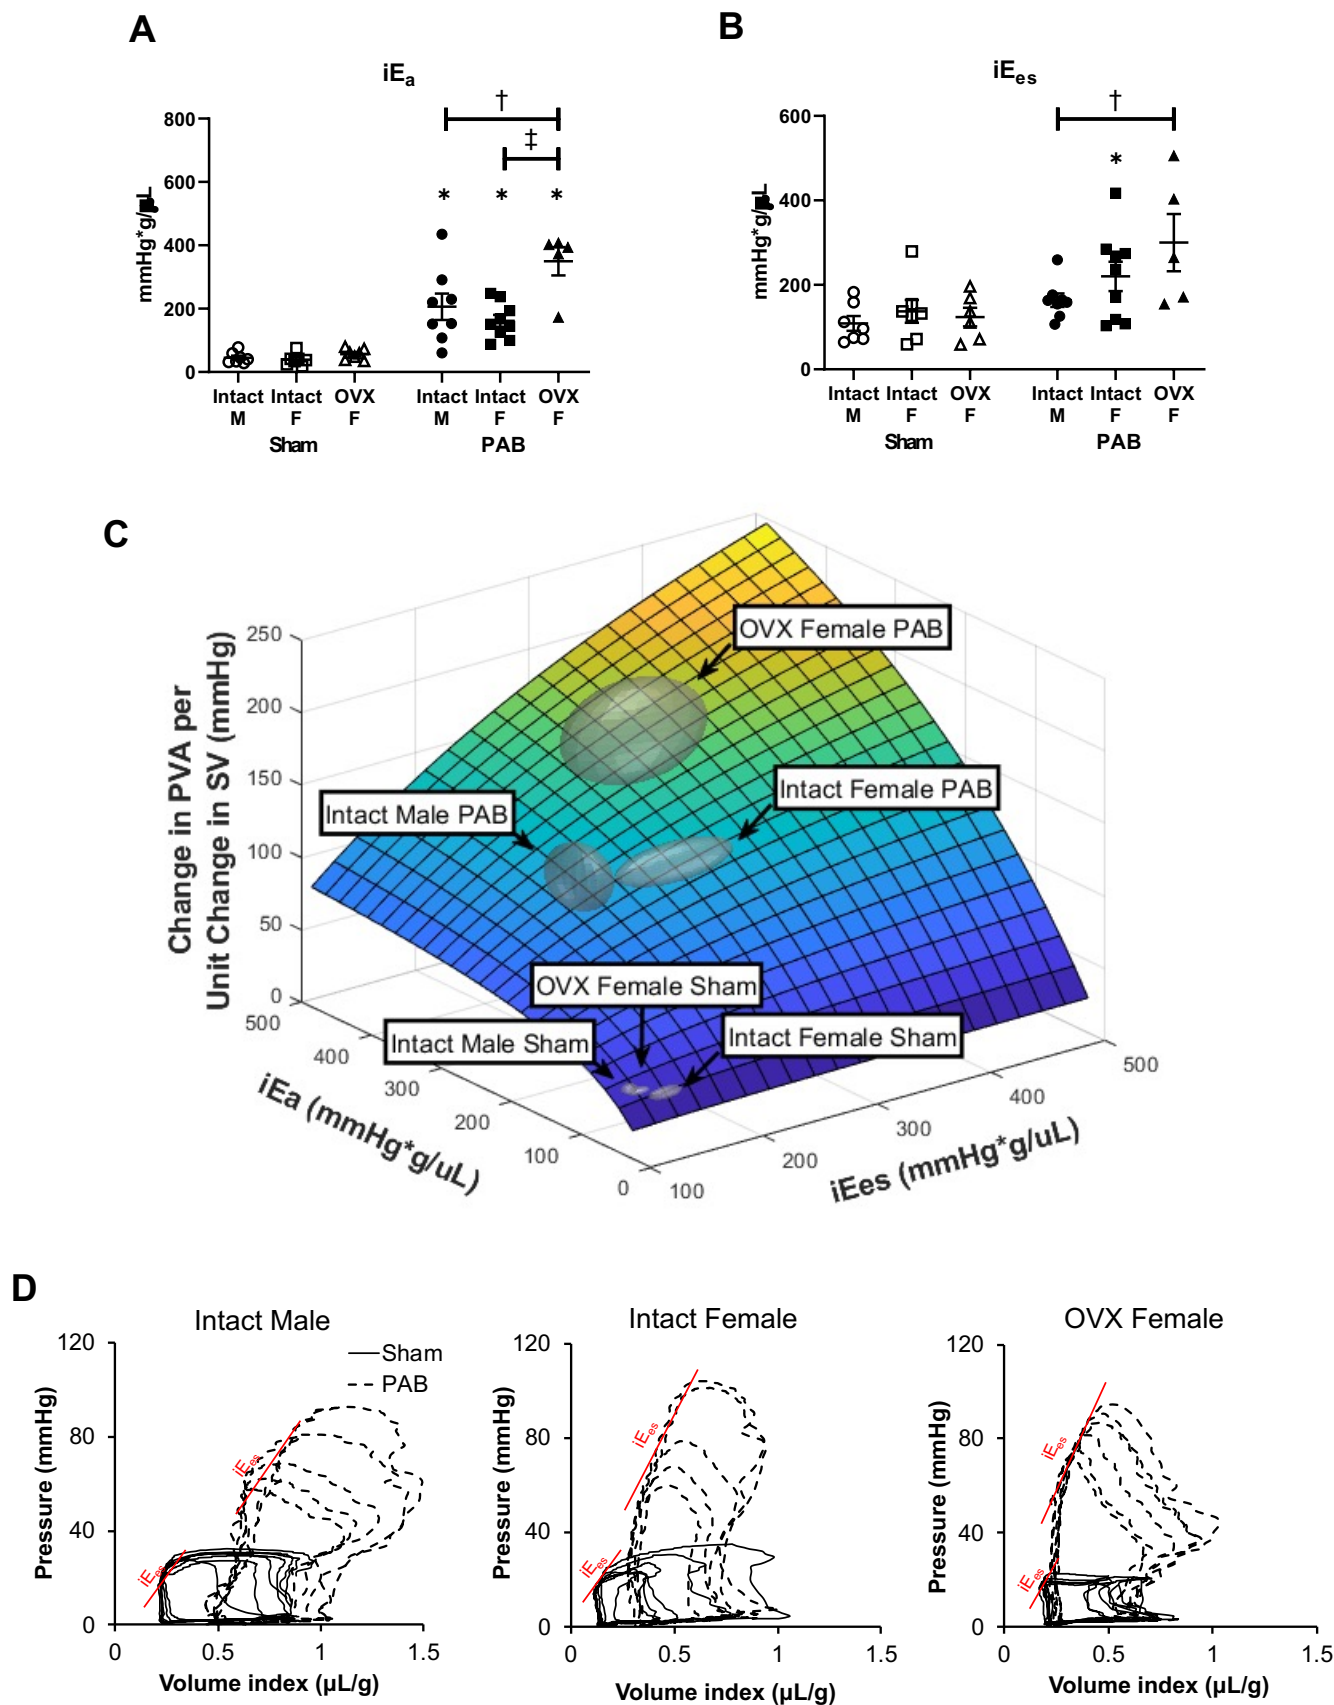 A
iEa
†
‡
* * *
mmHg*g/µL
800
600
400
200
0
Intact Intact OVX
M F F
Sham
Intact Intact OVX
M F F
PAB
B
iEes
†
*
600
400
200
0
Intact Intact OVX
M F F
Sham
Intact Intact OVX
M F F
PAB
C
Change in PVA per
Unit Change in SV (mmHg)
250
200
150
100
50
0
500
400
300
200
100
0
iEa (mmHg*g/uL)
100
200
300
400
500
iEes (mmHg*g/uL)
OVX Female PAB
Intact Female PAB
Intact Male PAB
OVX Female Sham
Intact Male Sham
Intact Female Sham
D
Intact Male
Sham
PAB
Pressure (mmHg)
120
80
40
0
iEes
iEes
0 0.5 1 1.5
Volume index (µL/g)
Intact Female
Pressure (mmHg)
120
80
40
0
iEes
iEes
0 0.5 1 1.5
Volume index (µL/g)
OVX Female
Pressure (mmHg)
120
80
40
0
iEes
iEes
0 0.5 1 1.5
Volume index (µL/g)